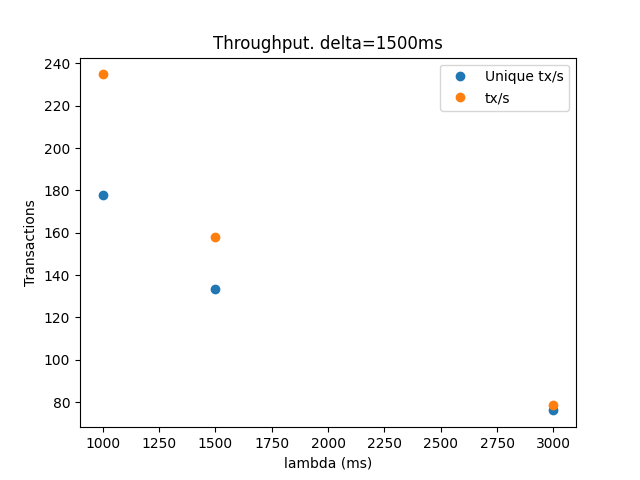 Throughput. delta=1500ms
Unique tx/s
tx/s
Transactions
240
220
200
180
160
140
120
100
80
1000 1250 1500 1750 2000 2250 2500 2750 3000
lambda (ms)